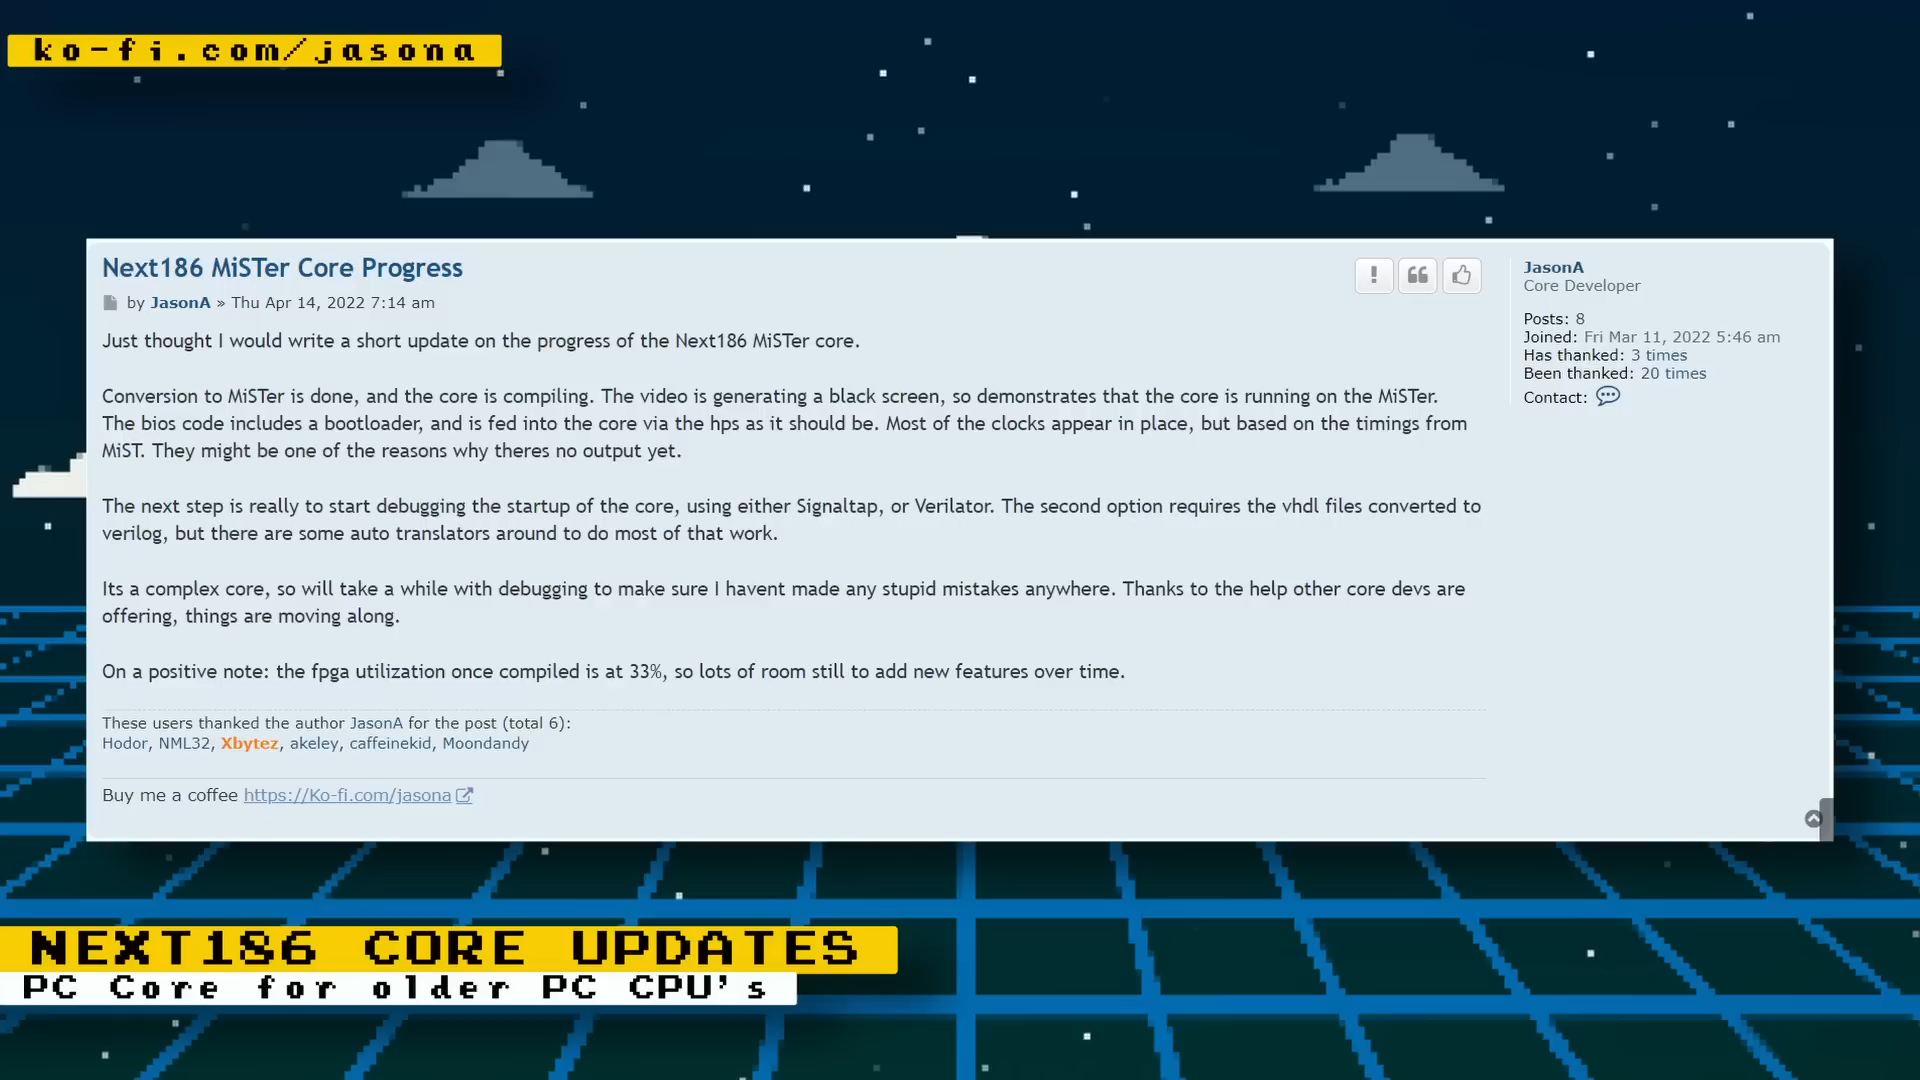 ko-fi.com/jasona
Next186 MiSTer Core Progress
by JasonA » Thu Apr 14, 2022 7:14 am
Just thought I would write a short update on the progress of the Next186 MiSTer core.
Conversion to MiSTer is done, and the core is compiling. The video is generating a black screen, so demonstrates that the core is running on the MiSTer.
The bios code includes a bootloader, and is fed into the core via the hps as it should be. Most of the clocks appear in place, but based on the timings from
MiST. They might be one of the reasons why theres no output yet.
The next step is really to start debugging the startup of the core, using either Signaltap, or Verilator. The second option requires the vhdl files converted to
verilog, but there are some auto translators around to do most of that work.
Its a complex core, so will take a while with debugging to make sure I havent made any stupid mistakes anywhere. Thanks to the help other core devs are
offering, things are moving along.
On a positive note: the fpga utilization once compiled is at 33%, so lots of room still to add new features over time.
These users thanked the author JasonA for the post (total 6):
Hodor, NML32, Xbytez, akeley, caffeinekid, Moondandy
Buy me a coffee https://Ko-fi.com/jasona
JasonA
Core Developer
Posts: 8
Joined: Fri Mar 11, 2022 5:46 am
Has thanked: 3 times
Been thanked: 20 times
Contact:
NEXT186 CORE UPDATES
PC Core for older PC CPU's